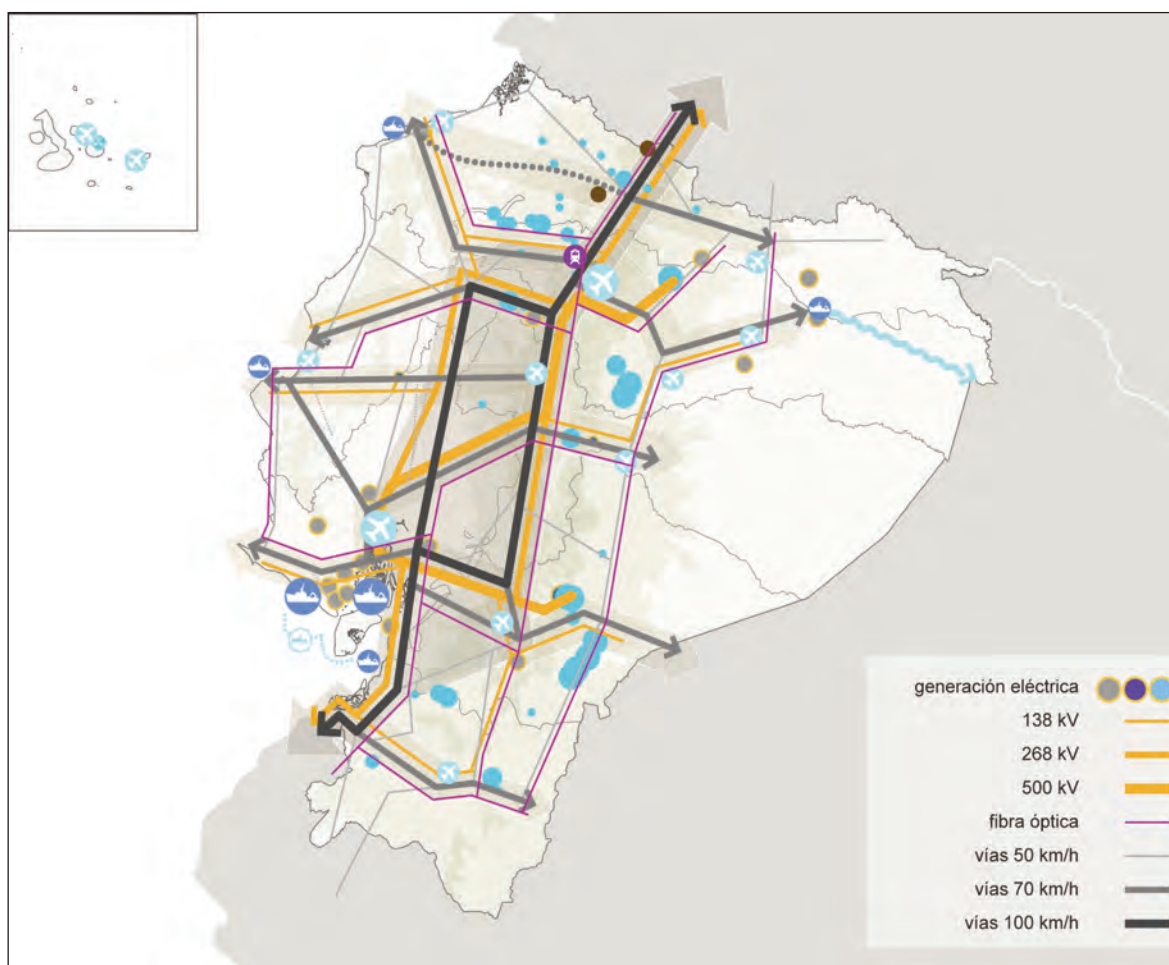 generación eléctrica
138 kV
268 kV
500 kV
fibra óptica
vías 50 km/h
vías 70 km/h
vías 100 km/h